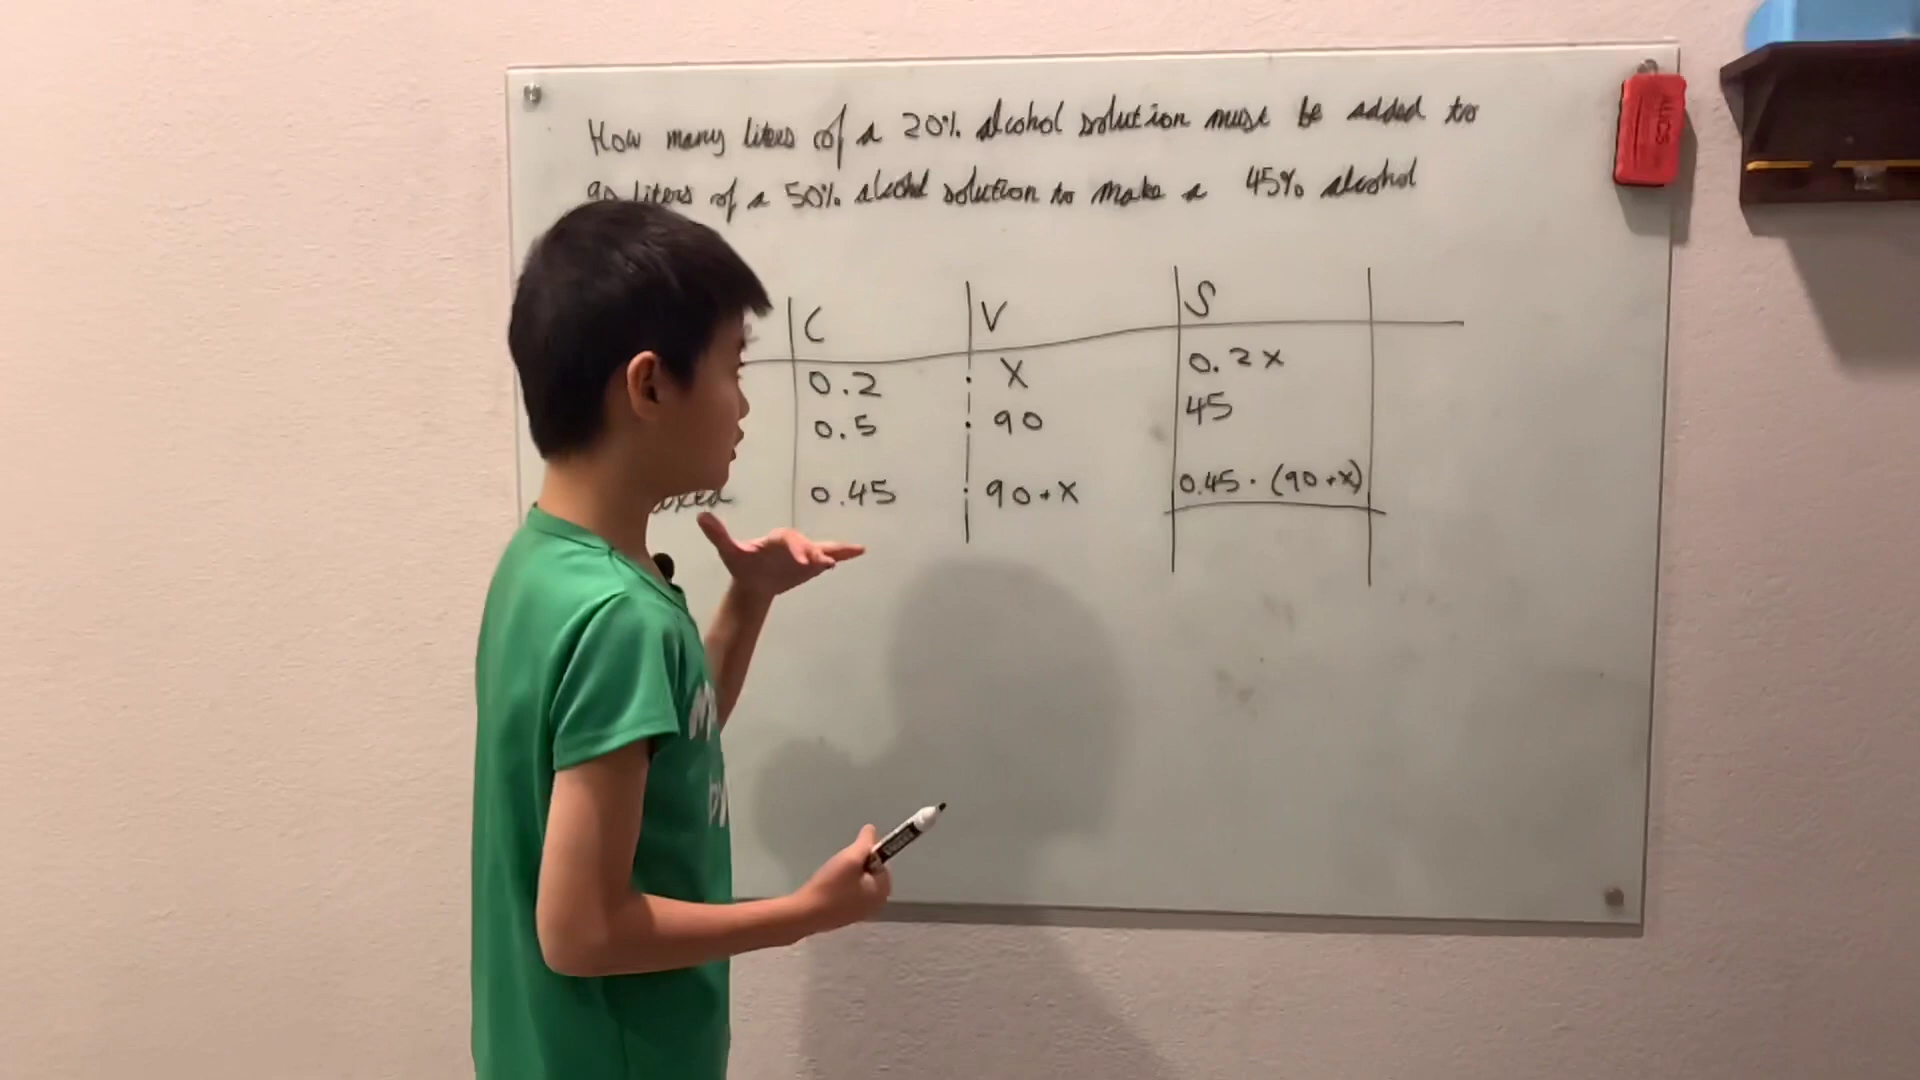 How many liters of a 20% alcohol solution must be added to
90 liters of a 50% alcohol solution to make a 45% alcohol
C V S
0.2 · X 0.2x
0.5 · 90 45
0.45 · 90+X 0.45 · (90+X)